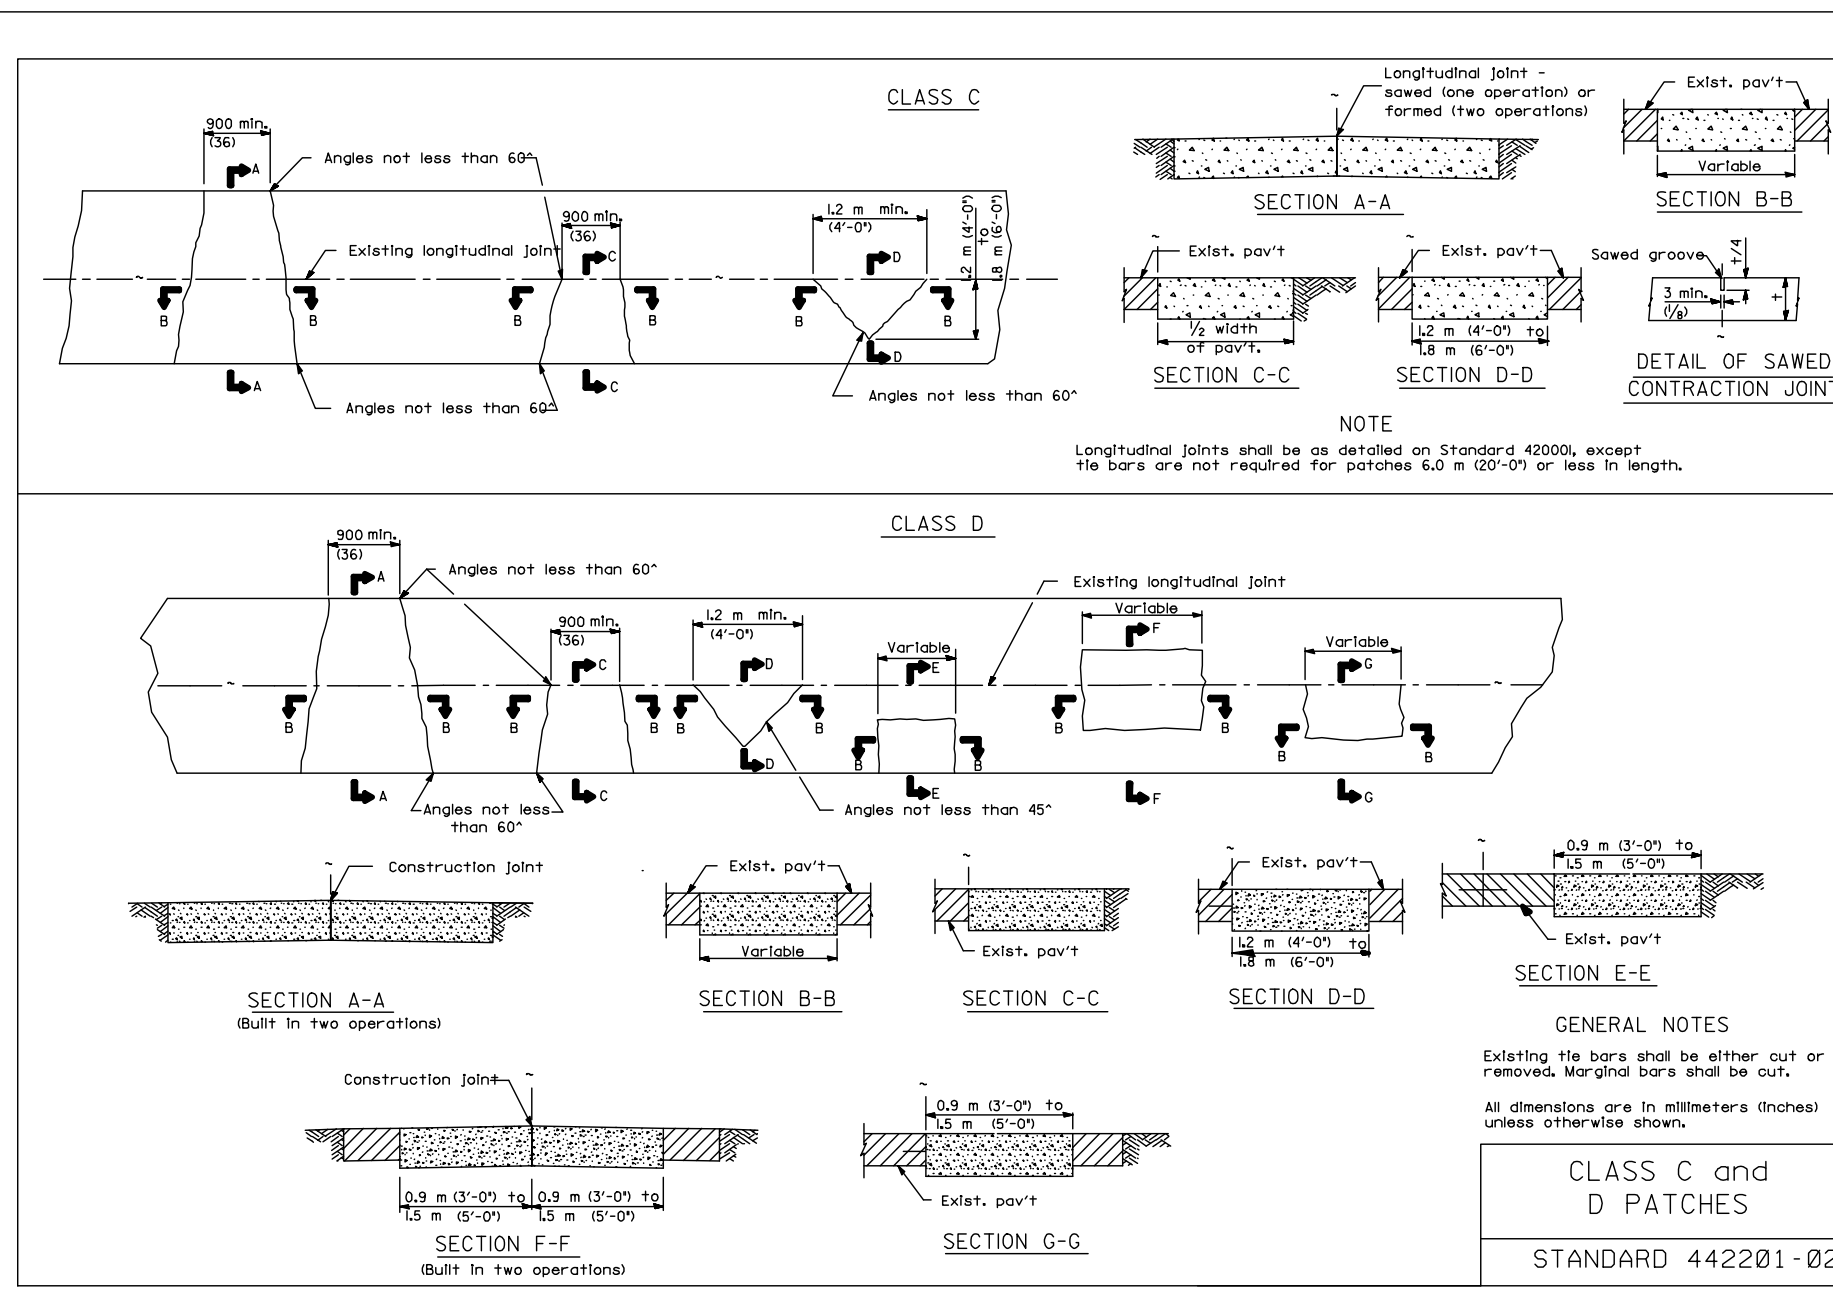 CLASS C
900 min.
(36)
A
Angles not less than 60^
Existing longitudinal joint
900 min.
(36)
C
1.2 m min.
(4'-0")
D
.2 m (4'-0")
to
.8 m (6'-0")
~
~
B
B
B
B
B
B
D
A
C
Angles not less than 60^
Angles not less than 60^
Longitudinal joint -
sawed (one operation) or
formed (two operations)
~
SECTION A-A
Exist. pav't
Variable
SECTION B-B
~
Exist. pav't
1/2 width
of pav't.
SECTION C-C
~
Exist. pav't
1.2 m (4'-0") to
1.8 m (6'-0")
SECTION D-D
Sawed groove
t/4
3 min.
(1/8)
t
~
DETAIL OF SAWED
CONTRACTION JOINT
NOTE
Longitudinal joints shall be as detailed on Standard 420001, except
tie bars are not required for patches 6.0 m (20'-0") or less in length.
CLASS D
900 min.
(36)
A
Angles not less than 60^
Existing longitudinal joint
900 min.
(36)
C
1.2 m min.
(4'-0")
D
Variable
E
Variable
F
Variable
G
~
~
B
B
B
B
B
B
B
B
B
B
B
B
D
A
C
E
F
G
Angles not less
than 60^
Angles not less than 45^
~
Construction joint
SECTION A-A
(Built in two operations)
Exist. pav't
Variable
SECTION B-B
~
Exist. pav't
SECTION C-C
~
Exist. pav't
1.2 m (4'-0") to
1.8 m (6'-0")
SECTION D-D
~
0.9 m (3'-0") to
1.5 m (5'-0")
Exist. pav't
SECTION E-E
Construction joint
~
0.9 m (3'-0") to
1.5 m (5'-0")
0.9 m (3'-0") to
1.5 m (5'-0")
SECTION F-F
(Built in two operations)
~
0.9 m (3'-0") to
1.5 m (5'-0")
Exist. pav't
SECTION G-G
GENERAL NOTES
Existing tie bars shall be either cut or
removed. Marginal bars shall be cut.
All dimensions are in millimeters (inches)
unless otherwise shown.
CLASS C and
D PATCHES
STANDARD 442201-02